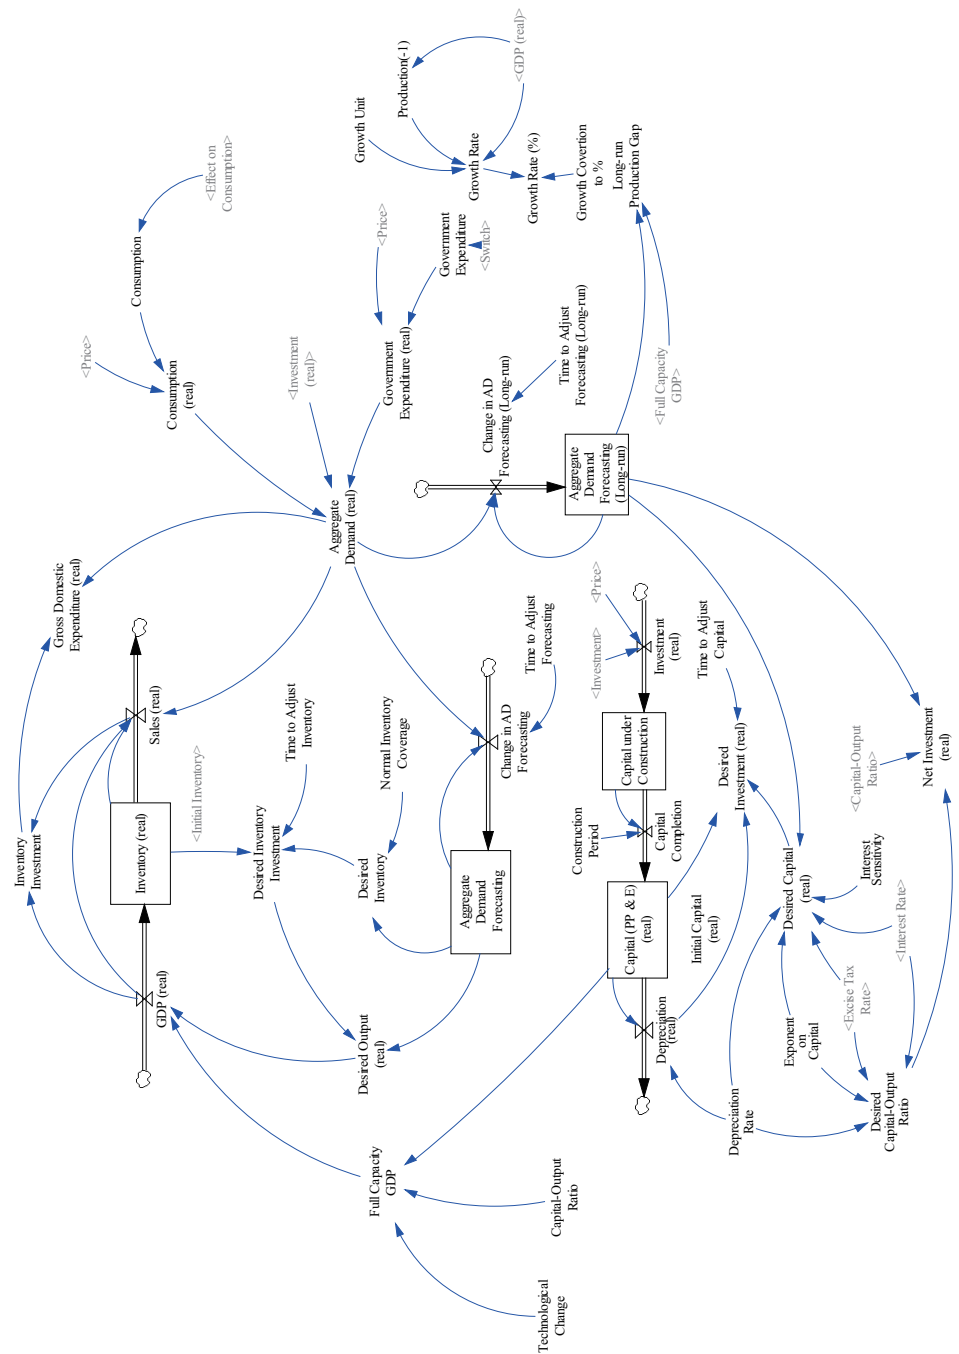 Inventory
Investment
Gross Domestic
Expenditure (real)
<Price>
Inventory (real)
Consumption
GDP (real)
Sales (real)
Consumption
(real)
<Effect on
Consumption>
<Initial Inventory>
Desired Inventory
Investment
Time to Adjust
Inventory
<Investment
(real)>
Aggregate
Demand (real)
Growth Unit
Desired Output
(real)
Desired
Inventory
Normal Inventory
Coverage
<Price>
Full Capacity
GDP
Government
Expenditure (real)
Production(-1)
Government
Expenditure
<Switch>
Aggregate
Demand
Forecasting
Change in AD
Forecasting
Change in AD
Forecasting (Long-run)
Growth Rate
<GDP (real)>
Time to Adjust
Forecasting
Growth Rate (%)
Technological
Change
Capital-Output
Ratio
Time to Adjust
Forecasting (Long-run)
Aggregate
Demand
Forecasting
(Long-run)
Growth Covertion
to %
Construction
Period
<Investment>
<Price>
Long-run
Production Gap
Capital (PP & E)
(real)
Capital under
Construction
<Full Capacity
GDP>
Depreciation
(real)
Capital
Completion
Investment
(real)
Initial Capital
(real)
Time to Adjust
Capital
Depreciation
Rate
Desired
Investment (real)
Exponent
on
Capital
Desired Capital
(real)
<Excise Tax
Rate>
Interest
Sensitivity
<Capital-Output
Ratio>
Desired
Capital-Output
Ratio
<Interest Rate>
Net Investment
(real)